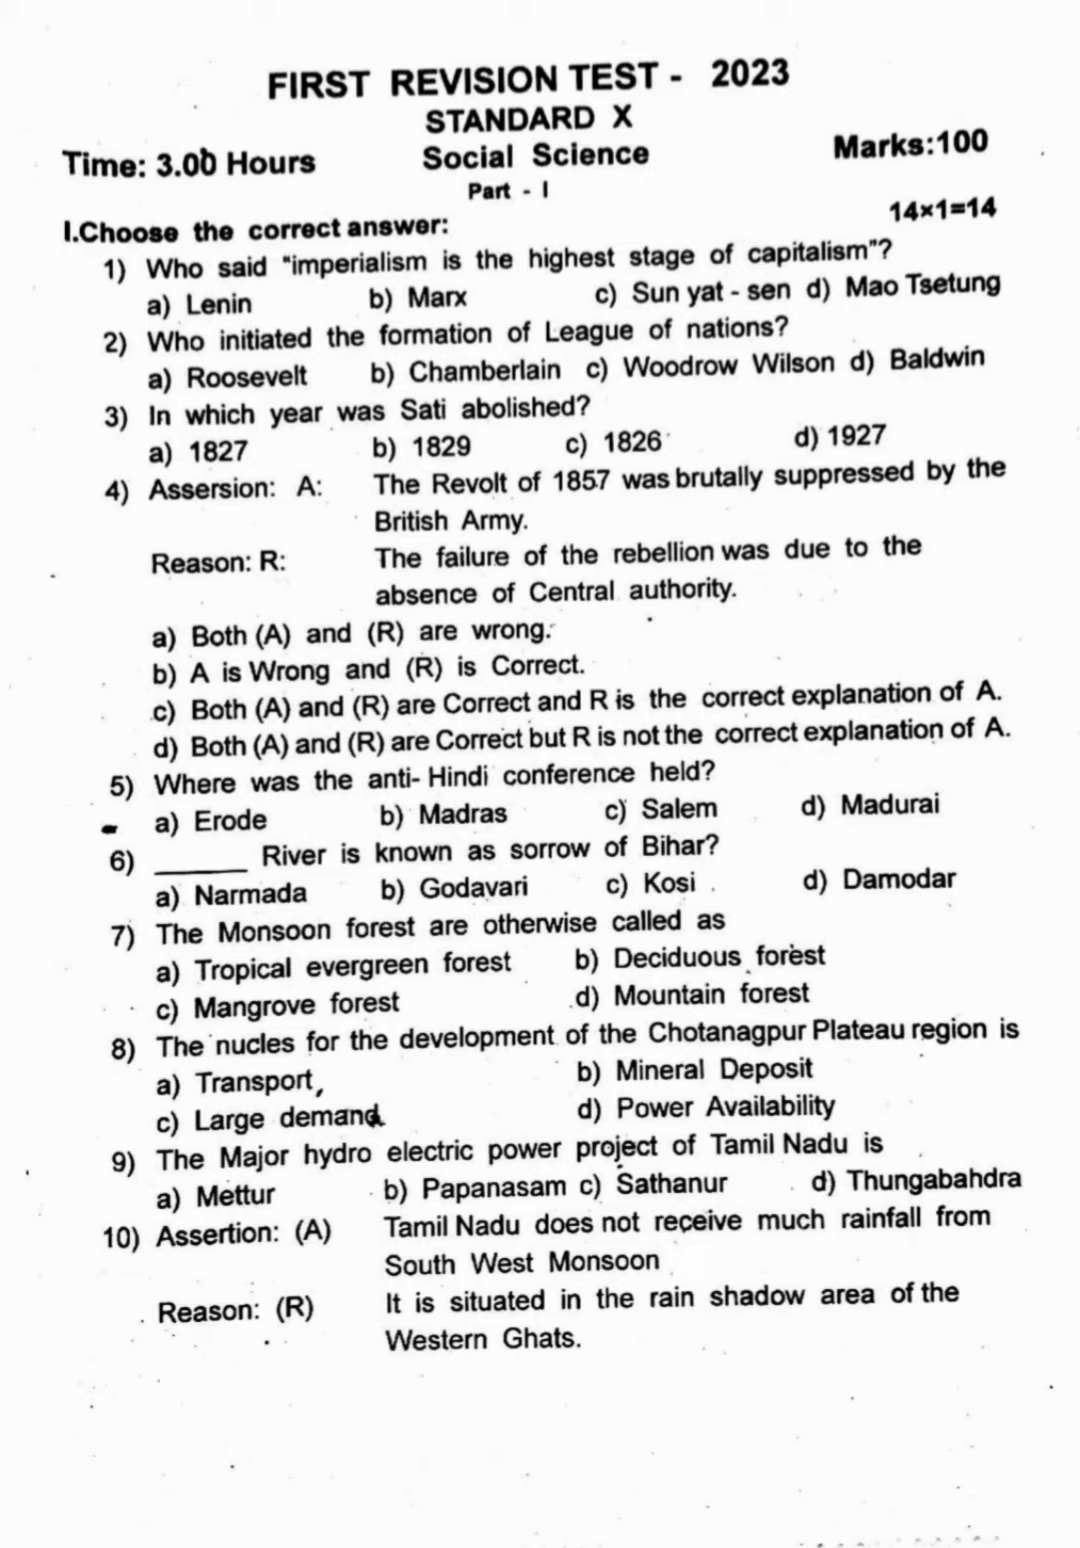 FIRST REVISION TEST - 2023
STANDARD X
Time: 3.00 Hours Social Science Marks:100
Part - I
I.Choose the correct answer: 14×1=14
1) Who said "imperialism is the highest stage of capitalism"?
a) Lenin b) Marx c) Sun yat - sen d) Mao Tsetung
2) Who initiated the formation of League of nations?
a) Roosevelt b) Chamberlain c) Woodrow Wilson d) Baldwin
3) In which year was Sati abolished?
a) 1827 b) 1829 c) 1826 d) 1927
4) Assersion: A: The Revolt of 1857 was brutally suppressed by the
British Army.
Reason: R: The failure of the rebellion was due to the
absence of Central authority.
a) Both (A) and (R) are wrong.
b) A is Wrong and (R) is Correct.
c) Both (A) and (R) are Correct and R is the correct explanation of A.
d) Both (A) and (R) are Correct but R is not the correct explanation of A.
5) Where was the anti- Hindi conference held?
a) Erode b) Madras c) Salem d) Madurai
6) ______ River is known as sorrow of Bihar?
a) Narmada b) Godavari c) Kosi d) Damodar
7) The Monsoon forest are otherwise called as
a) Tropical evergreen forest b) Deciduous forest
c) Mangrove forest d) Mountain forest
8) The nucles for the development of the Chotanagpur Plateau region is
a) Transport, b) Mineral Deposit
c) Large demand d) Power Availability
9) The Major hydro electric power project of Tamil Nadu is
a) Mettur b) Papanasam c) Sathanur d) Thungabahdra
10) Assertion: (A) Tamil Nadu does not receive much rainfall from
South West Monsoon
Reason: (R) It is situated in the rain shadow area of the
Western Ghats.